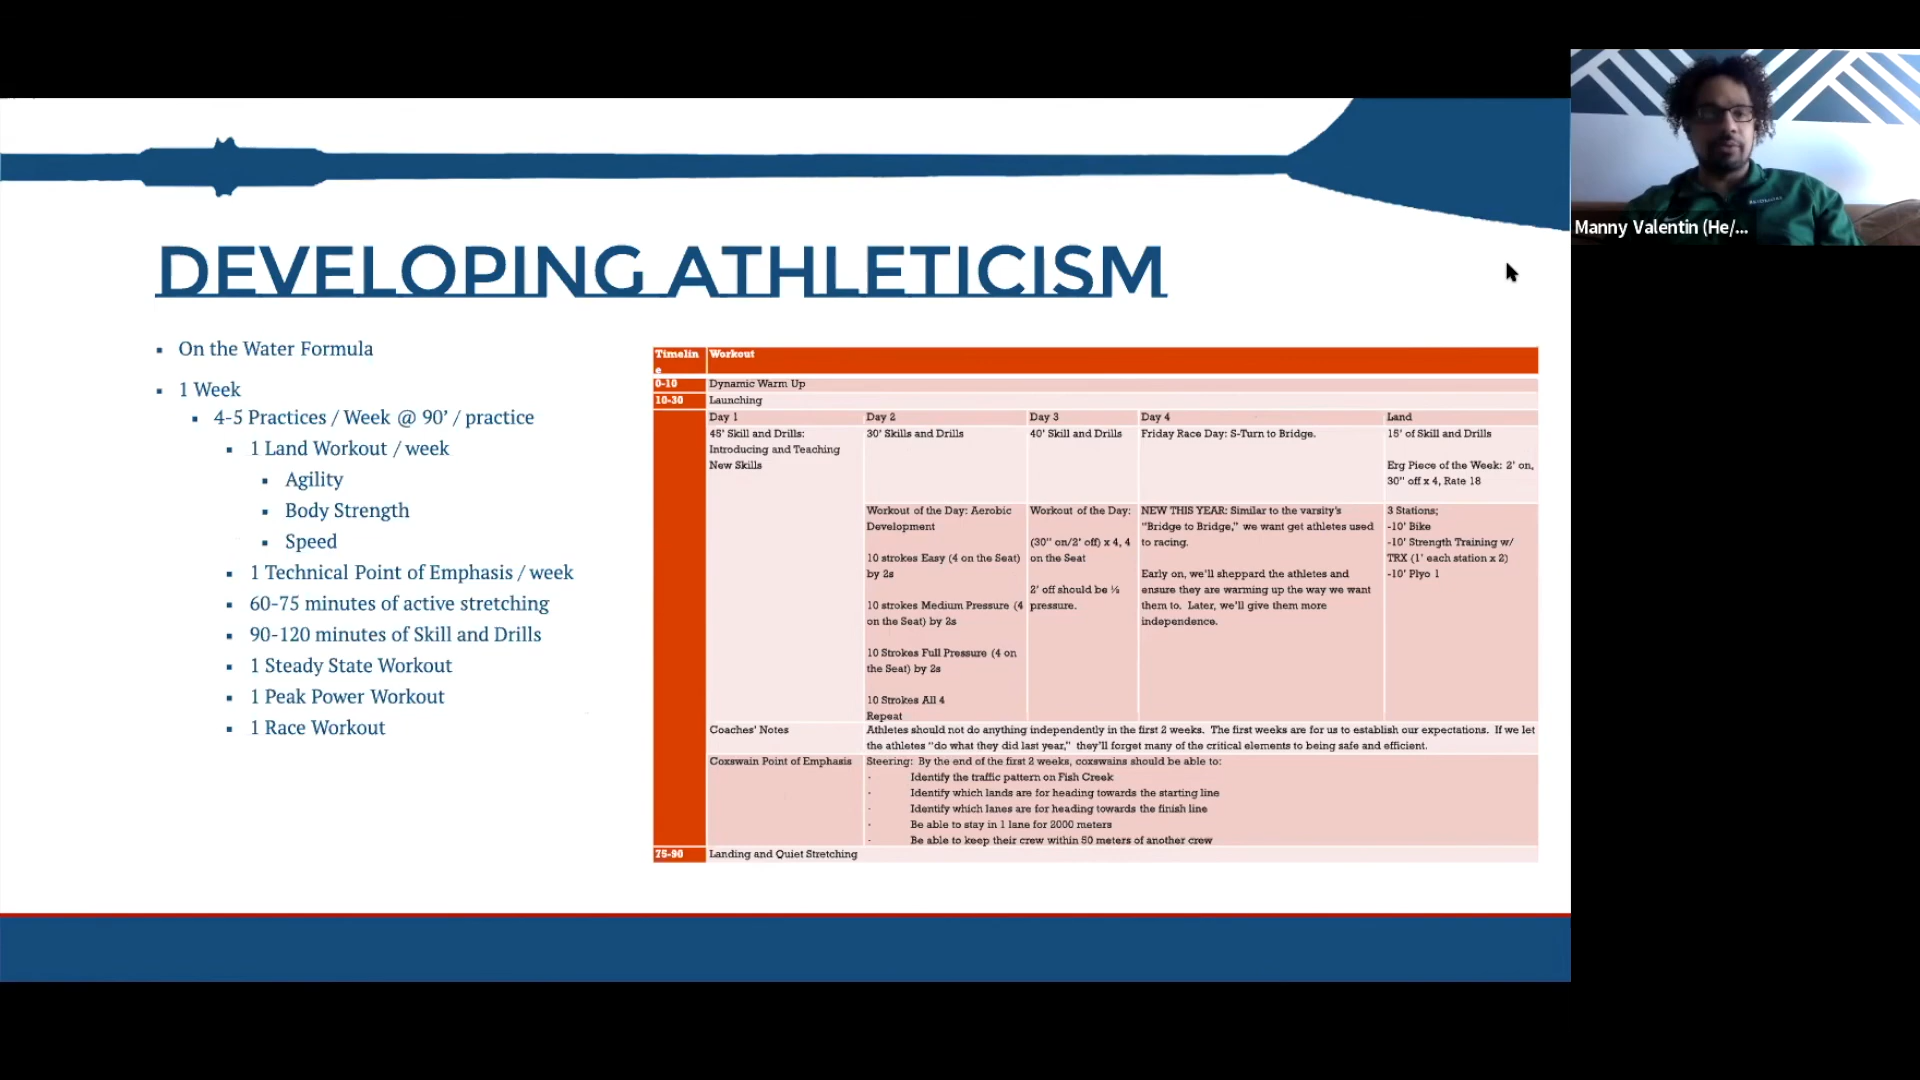 DEVELOPING ATHLETICISM
▪ On the Water Formula
▪ 1 Week
▪ 4-5 Practices / Week @ 90’ / practice
▪ 1 Land Workout / week
▪ Agility
▪ Body Strength
▪ Speed
▪ 1 Technical Point of Emphasis / week
▪ 60-75 minutes of active stretching
▪ 90-120 minutes of Skill and Drills
▪ 1 Steady State Workout
▪ 1 Peak Power Workout
▪ 1 Race Workout
Timelin
e
Workout
0-10
Dynamic Warm Up
10-30
Launching
Day 1
Day 2
Day 3
Day 4
Land
45’ Skill and Drills:
Introducing and Teaching
New Skills
30’ Skills and Drills
40’ Skill and Drills
Friday Race Day: S-Turn to Bridge.
15’ of Skill and Drills
Erg Piece of the Week: 2’ on,
30” off x 4, Rate 18
Workout of the Day: Aerobic
Development
10 strokes Easy (4 on the Seat)
by 2s
10 strokes Medium Pressure (4
on the Seat) by 2s
10 Strokes Full Pressure (4 on
the Seat) by 2s
10 Strokes All 4
Repeat
Workout of the Day:
(30” on/2’ off) x 4, 4
on the Seat
2’ off should be ½
pressure.
NEW THIS YEAR: Similar to the varsity’s
“Bridge to Bridge,” we want get athletes used
to racing.
Early on, we’ll sheppard the athletes and
ensure they are warming up the way we want
them to.  Later, we’ll give them more
independence.
3 Stations;
-10’ Bike
-10’ Strength Training w/
TRX (1’ each station x 2)
-10’ Plyo 1
Coaches’ Notes
Athletes should not do anything independently in the first 2 weeks.  The first weeks are for us to establish our expectations.  If we let
the athletes “do what they did last year,”  they’ll forget many of the critical elements to being safe and efficient.
Coxswain Point of Emphasis
Steering:  By the end of the first 2 weeks, coxswains should be able to:
· Identify the traffic pattern on Fish Creek
· Identify which lands are for heading towards the starting line
· Identify which lanes are for heading towards the finish line
· Be able to stay in 1 lane for 2000 meters
· Be able to keep their crew within 50 meters of another crew
75-90
Landing and Quiet Stretching
Manny Valentin (He/...